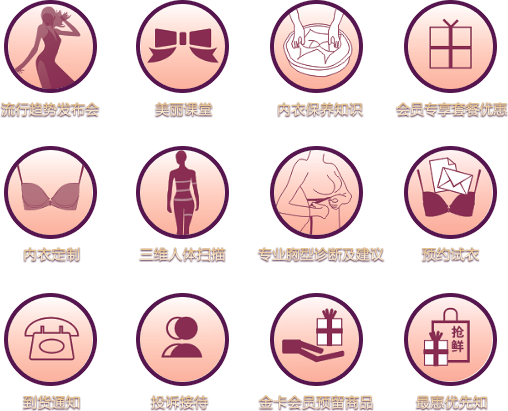 流行趋势发布会
美丽课堂
内衣保养知识
会员专享套餐优惠
内衣定制
三维人体扫描
专业胸型诊断及建议
预约试衣
抢
鲜
到货通知
投诉接待
金卡会员预留商品
最惠优先知